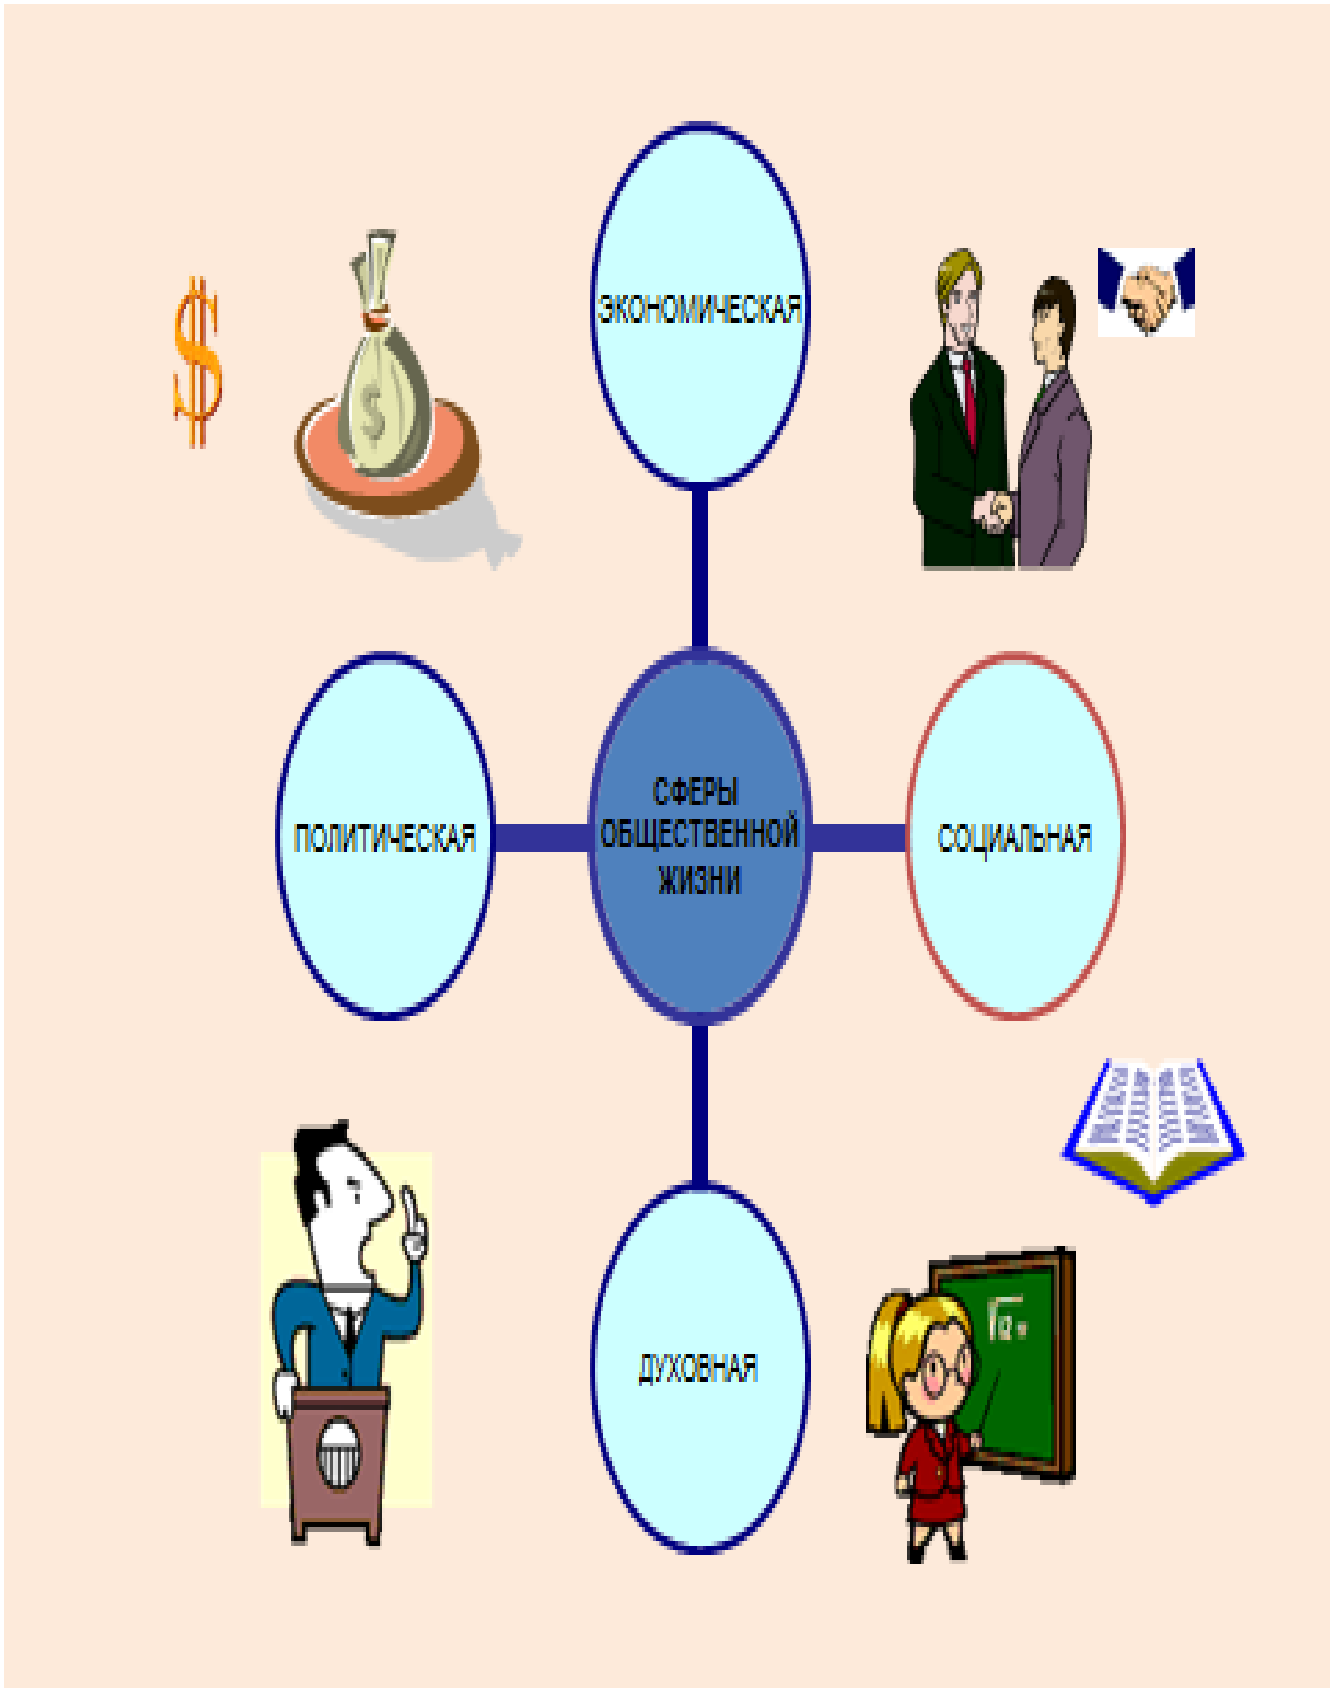 ЭКОНОМИЧЕСКАЯ
$
$
ПОЛИТИЧЕСКАЯ
СФЕРЫ
ОБЩЕСТВЕННОЙ
ЖИЗНИ
СОЦИАЛЬНАЯ
ДУХОВНАЯ